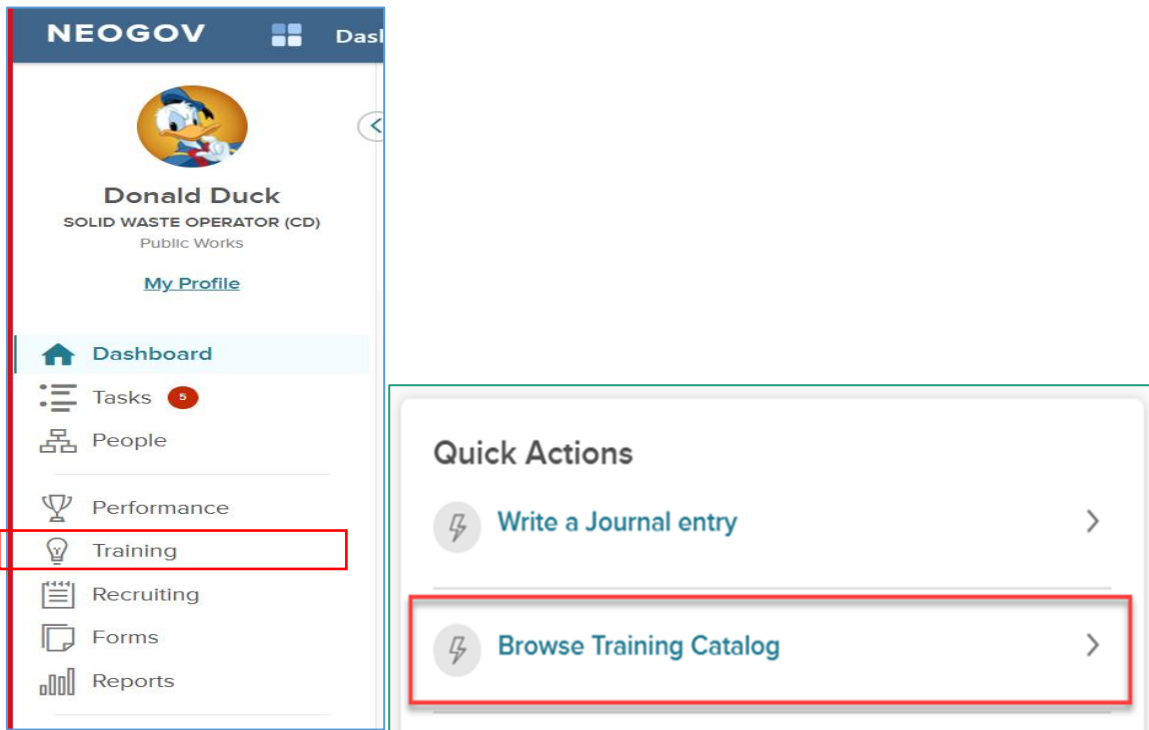 NEOGOV Dasl
Donald Duck
SOLID WASTE OPERATOR (CD)
Public Works
My Profile
Dashboard
Tasks 5
People
Performance
Training
Recruiting
Forms
Reports
Quick Actions
Write a Journal entry
Browse Training Catalog